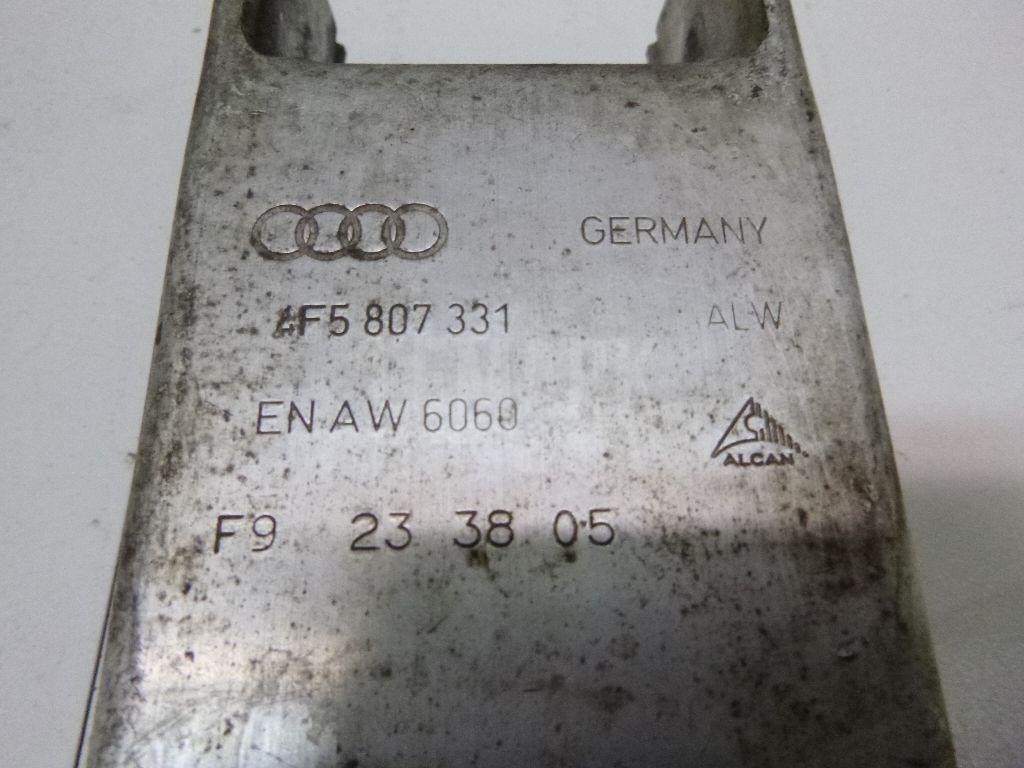 GERMANY
4F5 807 331 ALW
EN AW 6060
ALCAN
F9 23 38 05